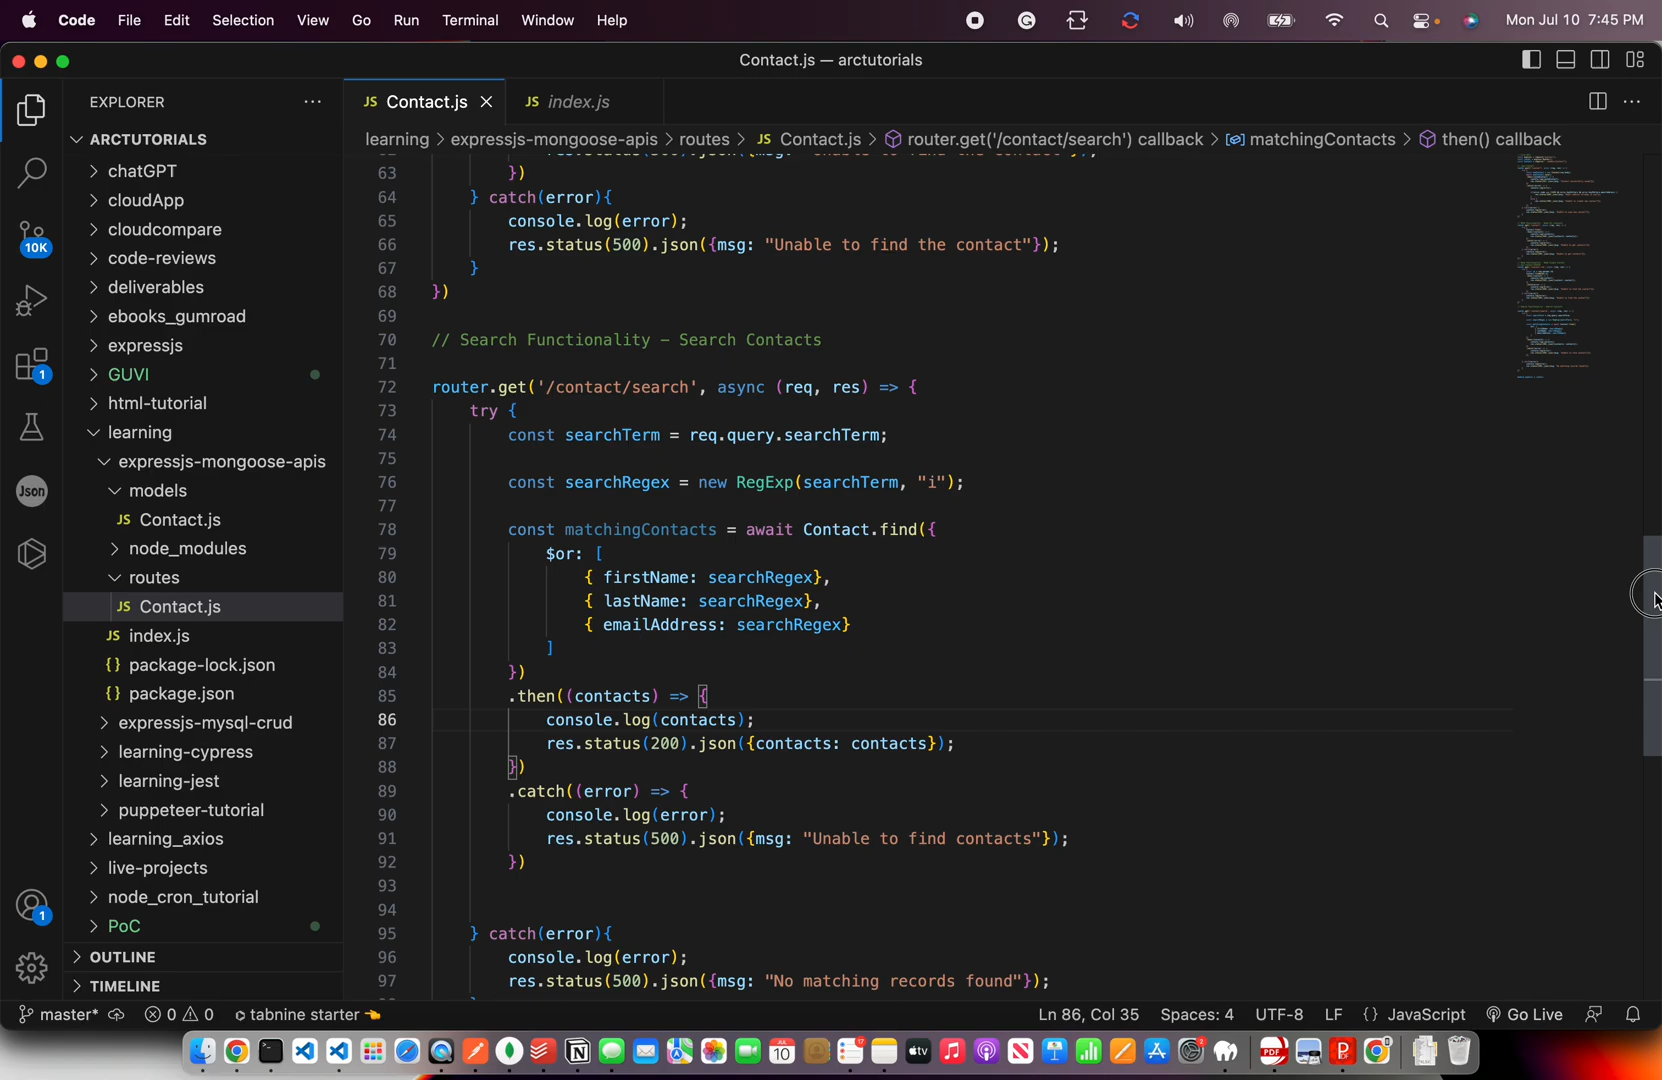 Code File Edit Selection View Go Run Terminal Window Help Mon Jul 10 7:45 PM
Contact.js — arctutorials
EXPLORER
JS Contact.js
JS index.js
learning > expressjs-mongoose-apis > routes > JS Contact.js > router.get('/contact/search') callback > matchingContacts > then() callback
ARCTUTORIALS
chatGPT
cloudApp
cloudcompare
code-reviews
deliverables
ebooks_gumroad
expressjs
GUVI
html-tutorial
learning
expressjs-mongoose-apis
models
JS Contact.js
node_modules
routes
JS Contact.js
JS index.js
{} package-lock.json
{} package.json
expressjs-mysql-crud
learning-cypress
learning-jest
puppeteer-tutorial
learning_axios
live-projects
node_cron_tutorial
PoC
OUTLINE
TIMELINE
10K
1
Json
1
63 })
64 } catch(error){
65 console.log(error);
66 res.status(500).json({msg: "Unable to find the contact"});
67 }
68 })
69
70 // Search Functionality – Search Contacts
71
72 router.get('/contact/search', async (req, res) => {
73 try {
74 const searchTerm = req.query.searchTerm;
75
76 const searchRegex = new RegExp(searchTerm, "i");
77
78 const matchingContacts = await Contact.find({
79 $or: [
80 { firstName: searchRegex},
81 { lastName: searchRegex},
82 { emailAddress: searchRegex}
83 ]
84 })
85 .then((contacts) => {
86 console.log(contacts);
87 res.status(200).json({contacts: contacts});
88 })
89 .catch((error) => {
90 console.log(error);
91 res.status(500).json({msg: "Unable to find contacts"});
92 })
93
94
95 } catch(error){
96 console.log(error);
97 res.status(500).json({msg: "No matching records found"});
master* 0 0 tabnine starter Ln 86, Col 35 Spaces: 4 UTF-8 LF {} JavaScript Go Live